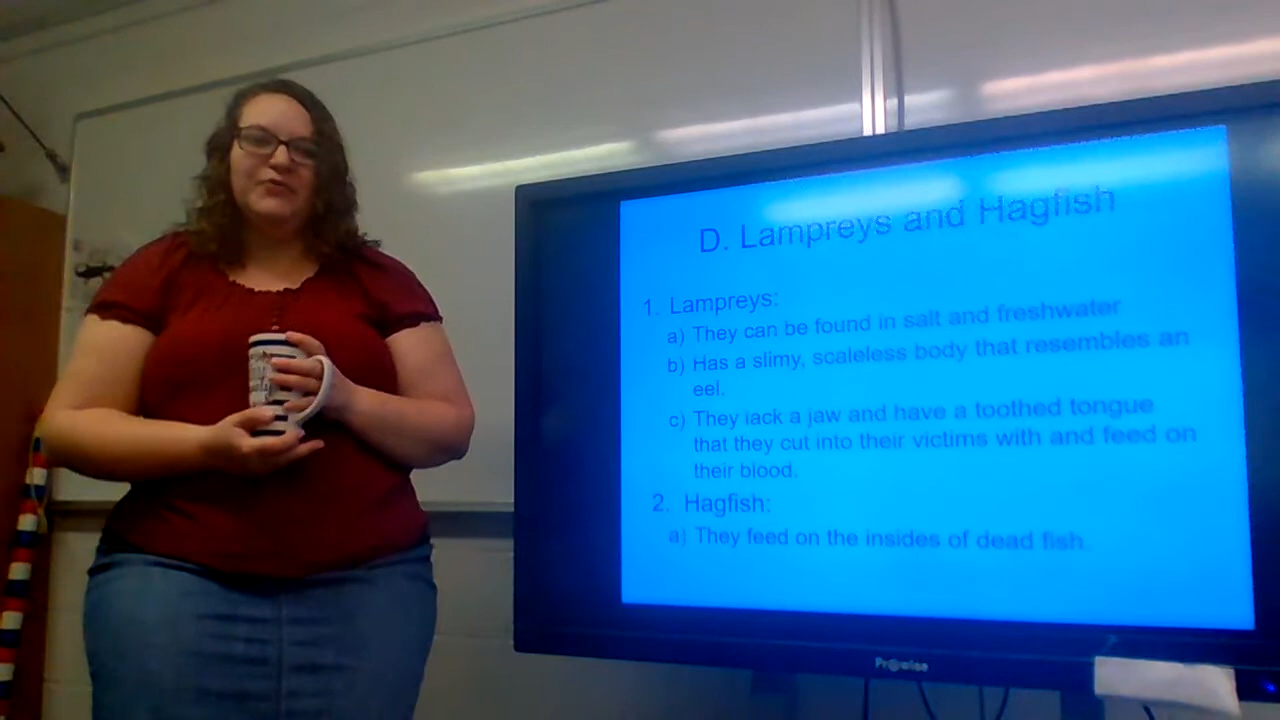 D. Lampreys and Hagfish
1. Lampreys:
a) They can be found in salt and freshwater
b) Has a slimy, scaleless body that resembles an
eel.
c) They lack a jaw and have a toothed tongue
that they cut into their victims with and feed on
their blood.
2. Hagfish:
a) They feed on the insides of dead fish.
Prowise